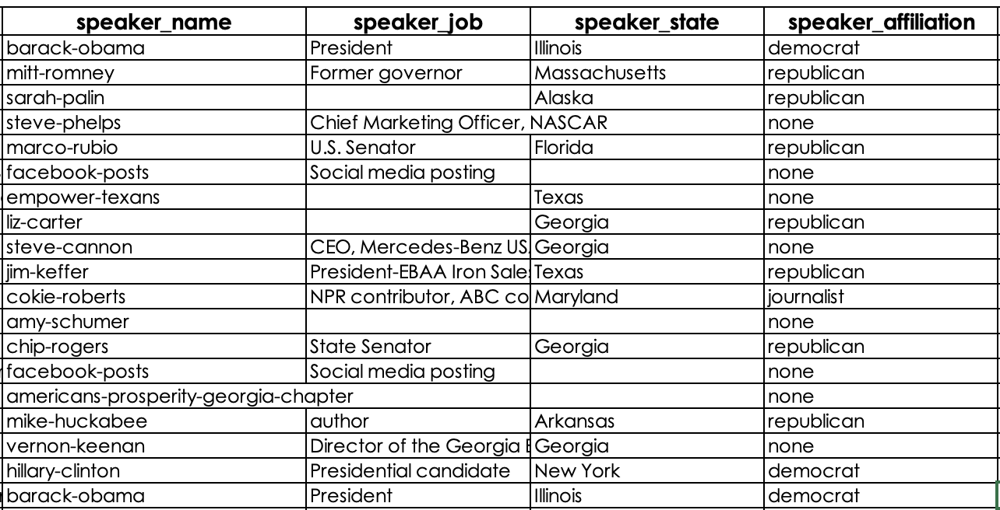 speaker_name speaker_job speaker_state speaker_affiliation
barack-obama President Illinois democrat
mitt-romney Former governor Massachusetts republican
sarah-palin Alaska republican
steve-phelps Chief Marketing Officer, NASCAR none
marco-rubio U.S. Senator Florida republican
facebook-posts Social media posting none
empower-texans Texas none
liz-carter Georgia republican
steve-cannon CEO, Mercedes-Benz US Georgia none
jim-keffer President-EBAA Iron Sale Texas republican
cokie-roberts NPR contributor, ABC co Maryland journalist
amy-schumer none
chip-rogers State Senator Georgia republican
facebook-posts Social media posting none
americans-prosperity-georgia-chapter none
mike-huckabee author Arkansas republican
vernon-keenan Director of the Georgia Georgia none
hillary-clinton Presidential candidate New York democrat
barack-obama President Illinois democrat